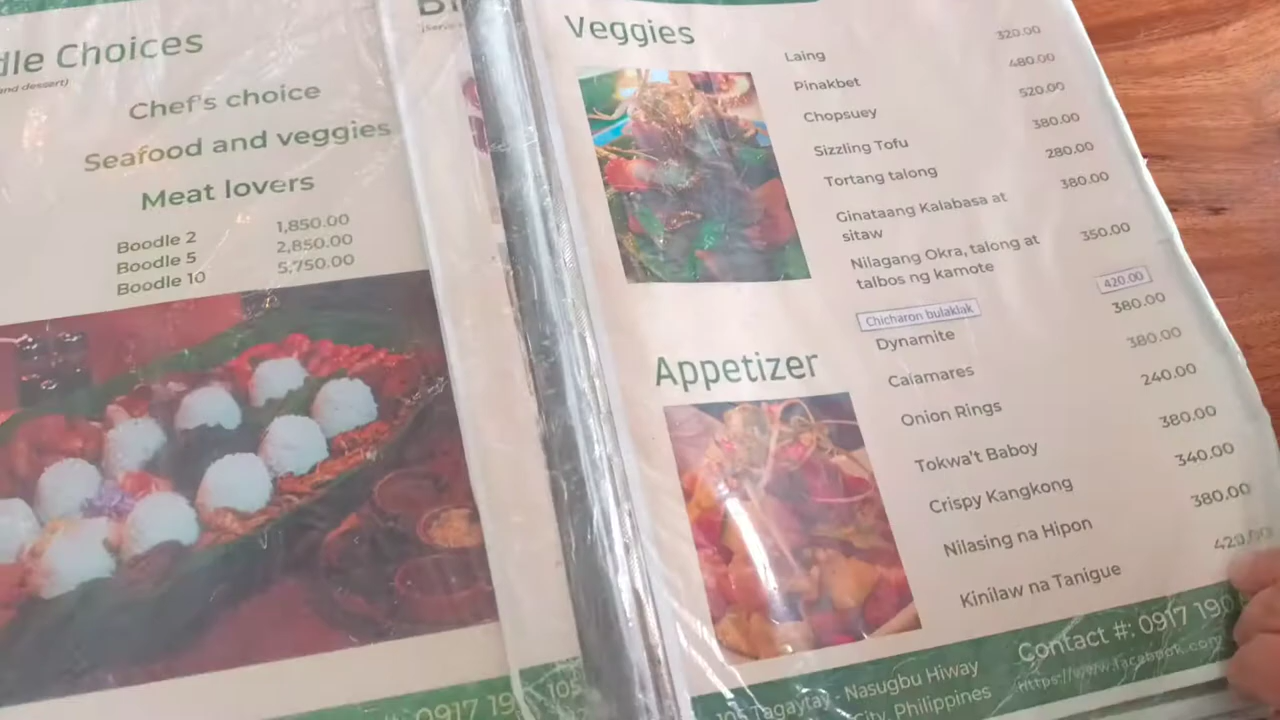 dle Choices
and dessert)
Chef's choice
Seafood and veggies
Meat lovers
Boodle 2 1,850.00
Boodle 5 2,850.00
Boodle 10 5,750.00
0917 19
105
Veggies
Laing 320.00
Pinakbet 480.00
Chopsuey 520.00
Sizzling Tofu 380.00
Tortang talong 280.00
Ginataang Kalabasa at 380.00
sitaw
Nilagang Okra, talong at 350.00
talbos ng kamote
Chicharon bulaklak 420.00
Appetizer
Dynamite 380.00
Calamares 380.00
Onion Rings 240.00
Tokwa't Baboy 380.00
Crispy Kangkong 340.00
Nilasing na Hipon 380.00
Kinilaw na Tanigue 420.00
105 Tagaytay - Nasugbu Hiway
City, Philippines
Contact #: 0917 190
Https://www.facebook.com